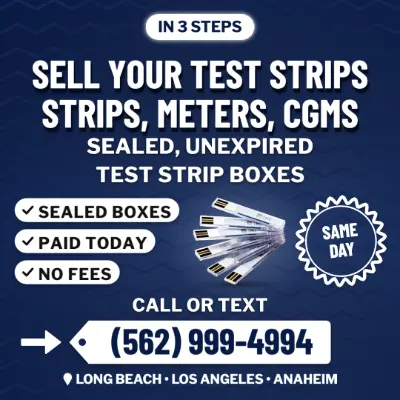 IN 3 STEPS
SELL YOUR TEST STRIPS
STRIPS, METERS, CGMS
SEALED, UNEXPIRED
TEST STRIP BOXES
SEALED BOXES
PAID TODAY
NO FEES
SAME
DAY
CALL OR TEXT
(562) 999-4994
LONG BEACH • LOS ANGELES • ANAHEIM